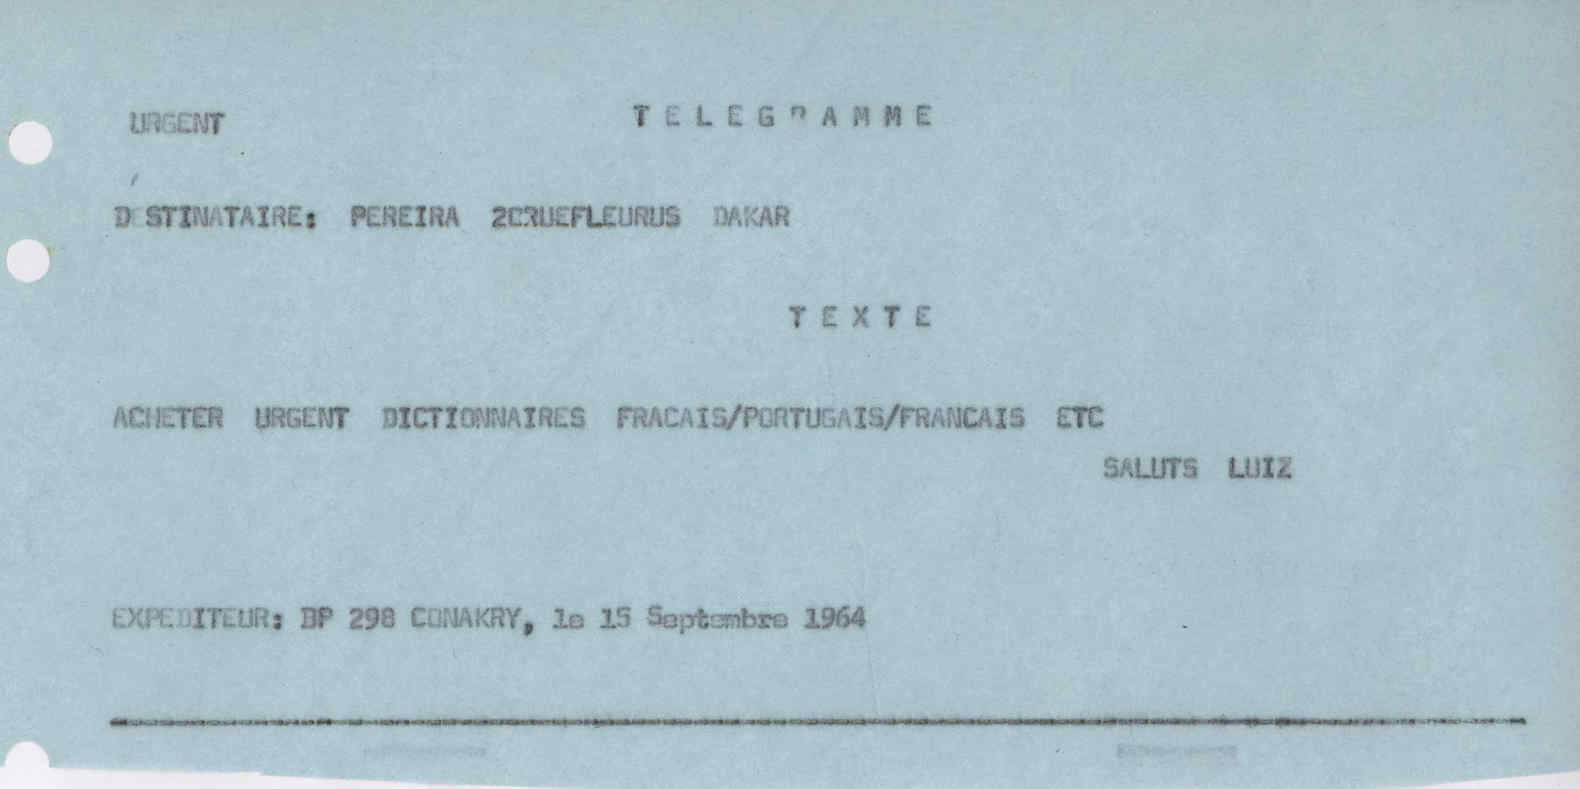 URGENT TELEGRAMME
DESTINATAIRE: PEREIRA DAKAR
TEXTE
ACHETER URGENT DICTIONNAIRES FRACAIS/PORTUGAIS/FRANCAIS ETC
SALUTS LUIZ
EXPEDITEUR: BP 298 CONAKRY, le 15 Septembre 1964